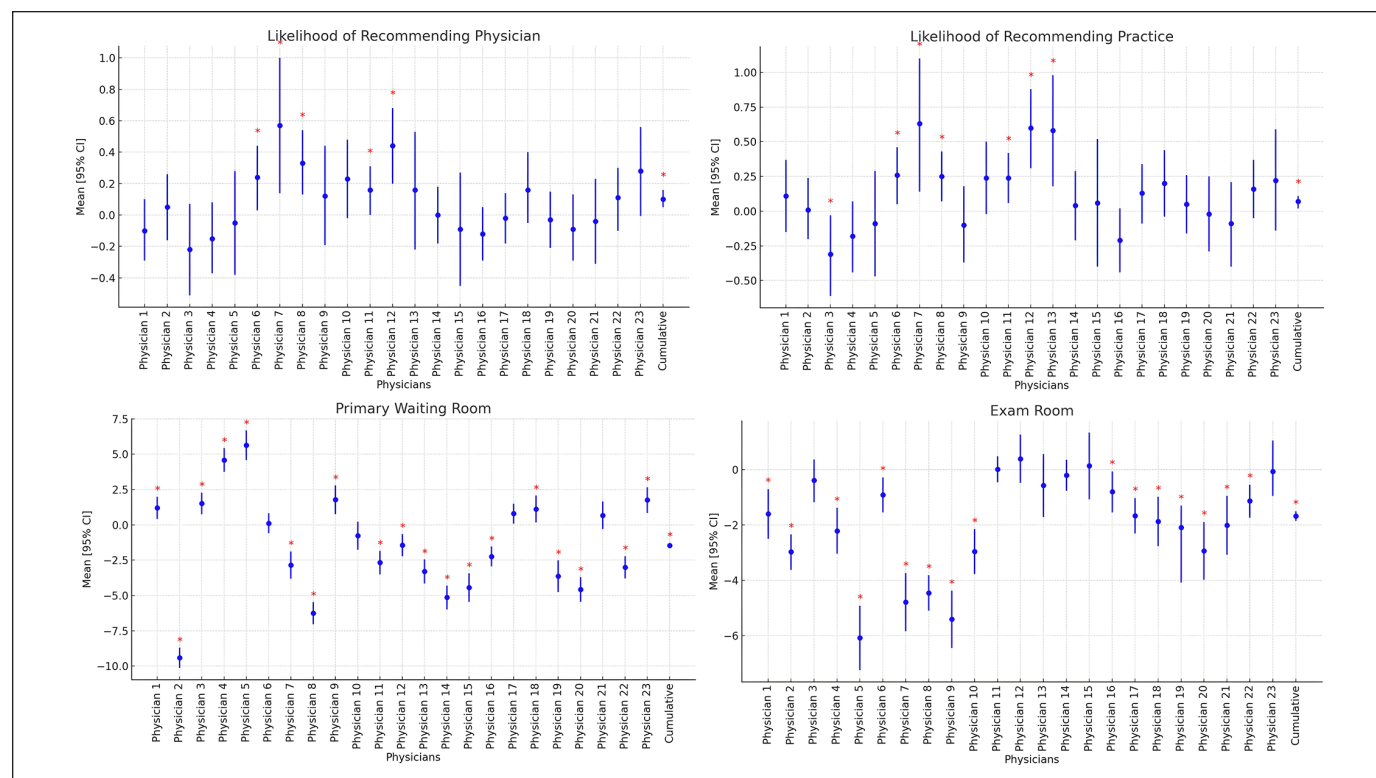 Likelihood of Recommending Physician
*
1.0
*
*
0.8
*
0.6
*
0.4
*
0.2
0.0
−0.2
−0.4
Mean [95% CI]
Physician 1
Physician 2
Physician 3
Physician 4
Physician 5
Physician 6
Physician 7
Physician 8
Physician 9
Physician 10
Physician 11
Physician 12
Physician 13
Physician 14
Physician 15
Physician 16
Physician 17
Physician 18
Physician 19
Physician 20
Physician 21
Physician 22
Physician 23
Cumulative
Physicians
Likelihood of Recommending Practice
1.00
0.75
0.50
0.25
0.00
−0.25
−0.50
Mean [95% CI]
* * * * * * * *
Physician 1
Physician 2
Physician 3
Physician 4
Physician 5
Physician 6
Physician 7
Physician 8
Physician 9
Physician 10
Physician 11
Physician 12
Physician 13
Physician 14
Physician 15
Physician 16
Physician 17
Physician 18
Physician 19
Physician 20
Physician 21
Physician 22
Physician 23
Cumulative
Physicians
Primary Waiting Room
7.5
5.0
2.5
0.0
−2.5
−5.0
−7.5
−10.0
Mean [95% CI]
* * * * * * * * * * * * * * * * * * * *
Physician 1
Physician 2
Physician 3
Physician 4
Physician 5
Physician 6
Physician 7
Physician 8
Physician 9
Physician 10
Physician 11
Physician 12
Physician 13
Physician 14
Physician 15
Physician 16
Physician 17
Physician 18
Physician 19
Physician 20
Physician 21
Physician 22
Physician 23
Cumulative
Physicians
Exam Room
0
−2
−4
−6
Mean [95% CI]
* * * * * * * * * * * * * * * * *
Physician 1
Physician 2
Physician 3
Physician 4
Physician 5
Physician 6
Physician 7
Physician 8
Physician 9
Physician 10
Physician 11
Physician 12
Physician 13
Physician 14
Physician 15
Physician 16
Physician 17
Physician 18
Physician 19
Physician 20
Physician 21
Physician 22
Physician 23
Cumulative
Physicians